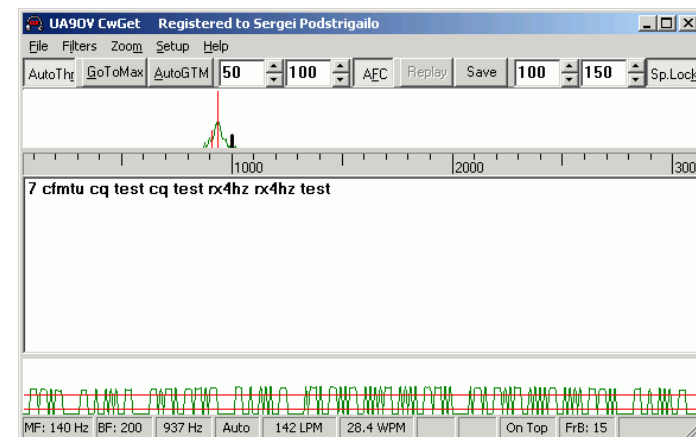 UA9OV CwGet Registered to Sergei Podstrigailo
File Filters Zoom Setup Help
AutoThr GoToMax AutoGTM 50 100 AFC Replay Save 100 150 Sp.Lock
1000 2000 300
7 cfmtu cq test cq test rx4hz rx4hz test
MF: 140 Hz BF: 200 937 Hz Auto 142 LPM 28.4 WPM On Top FrB: 15